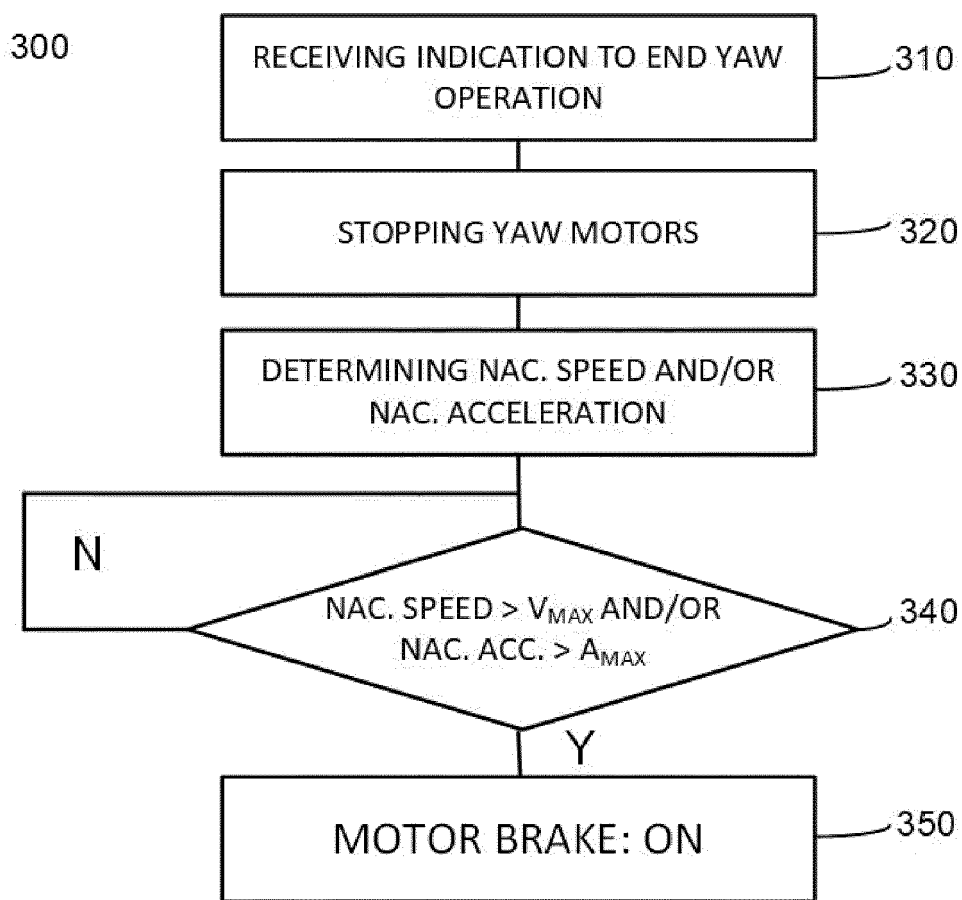 300
RECEIVING INDICATION TO END YAW
OPERATION
310
STOPPING YAW MOTORS
320
DETERMINING NAC. SPEED AND/OR
NAC. ACCELERATION
330
N
NAC. SPEED > VMAX AND/OR
NAC. ACC. > AMAX
340
Y
MOTOR BRAKE: ON
350